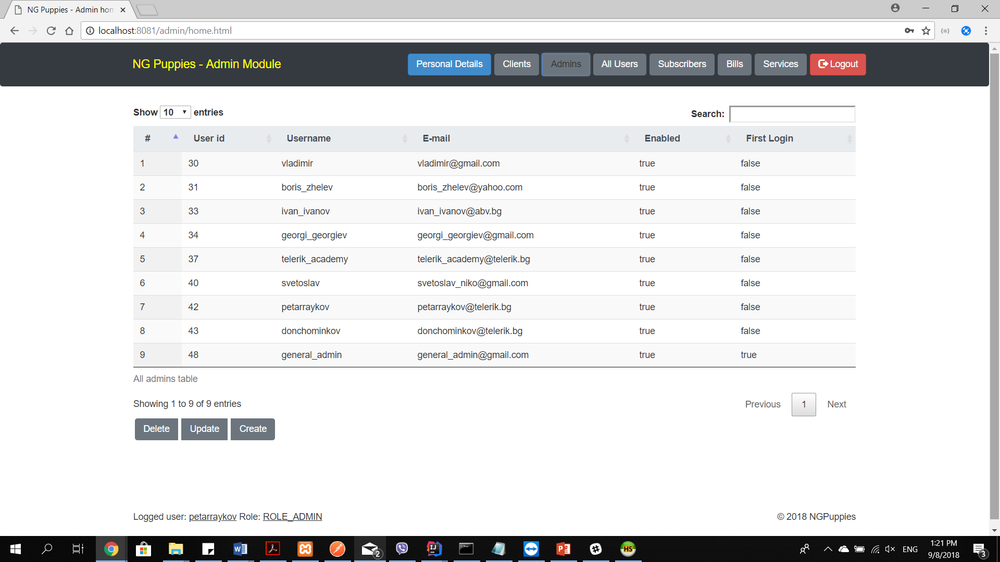 NG Puppies - Admin hom
localhost:8081/admin/home.html
NG Puppies - Admin Module
Personal Details Clients Admins All Users Subscribers Bills Services Logout
Show 10 entries Search:
# User id Username E-mail Enabled First Login
1 30 vladimir vladimir@gmail.com true false
2 31 boris_zhelev boris_zhelev@yahoo.com true false
3 33 ivan_ivanov ivan_ivanov@abv.bg true false
4 34 georgi_georgiev georgi_georgiev@gmail.com true false
5 37 telerik_academy telerik_academy@telerik.bg true false
6 40 svetoslav svetoslav_niko@gmail.com true false
7 42 petarraykov petarraykov@telerik.bg true false
8 43 donchominkov donchominkov@telerik.bg true false
9 48 general_admin general_admin@gmail.com true true
All admins table
Showing 1 to 9 of 9 entries Previous 1 Next
Delete Update Create
Logged user: petarraykov Role: ROLE_ADMIN © 2018 NGPuppies
2 HS ENG 1:21 PM
9/8/2018 3